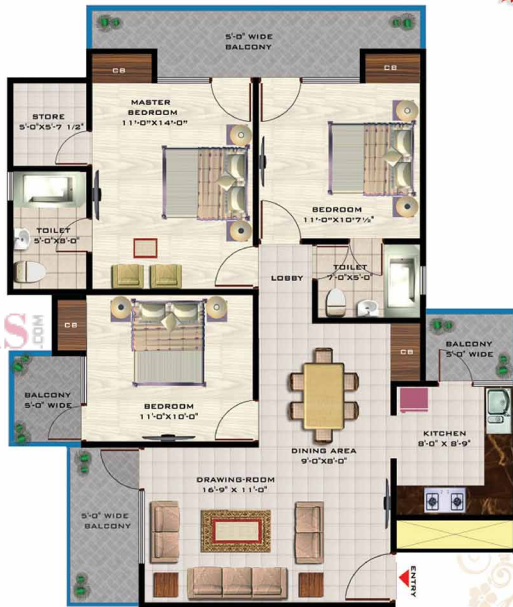 5'-0" WIDE
BALCONY
CB
CB
STORE
5'-0"X5'-7 1/2"
MASTER
BEDROOM
11'-0"X14'-0"
BEDROOM
11'-0"X10'7½"
TOILET
5'-0"X8'-0"
LOBBY
TOILET
7'-0"X5'-0"
S.COM
CB
CB
BALCONY
5'-0" WIDE
BALCONY
5'-0" WIDE
BEDROOM
11'-0"X10'-0"
KITCHEN
8'-0" X 8'-9"
DINING AREA
9'-0"X8'-0"
DRAWING-ROOM
16'-9" X 11'-0"
5'-0" WIDE
BALCONY
ENTRY